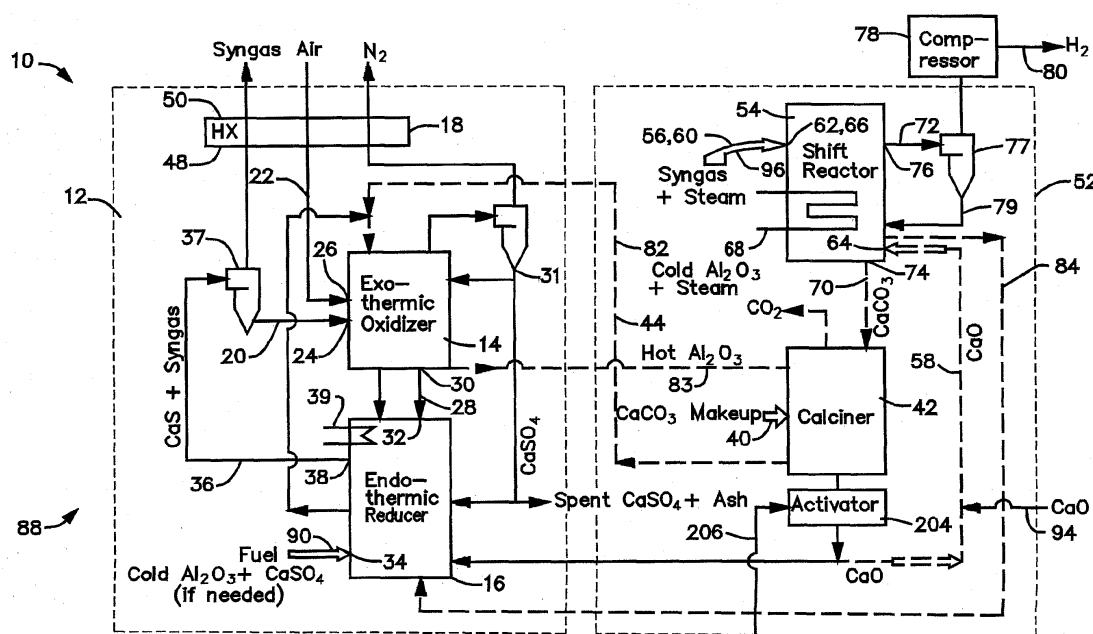 Syngas Air N2
10
50
HX
18
48
22
12
37
26
24
20
Exo-
thermic
Oxidizer
14
31
30
28
39
32
CaS + Syngas
36
38
Endo-
thermic
Reducer
CaSO4
88
90
Fuel
34
Cold Al2O3+ CaSO4
(if needed)
16
Spent CaSO4+ Ash
82
44
Hot Al2O3
83
78
Comp-
ressor
H2
80
54
56,60
62,66
72
77
96
Shift
Reactor
76
Syngas
+ Steam
52
79
68
64
Cold Al2O3
+ Steam
70
74
84
CO2
CaCO3
CaO
58
42
CaCO3 Makeup
40
Calciner
Activator
204
206
CaO
94
CaO